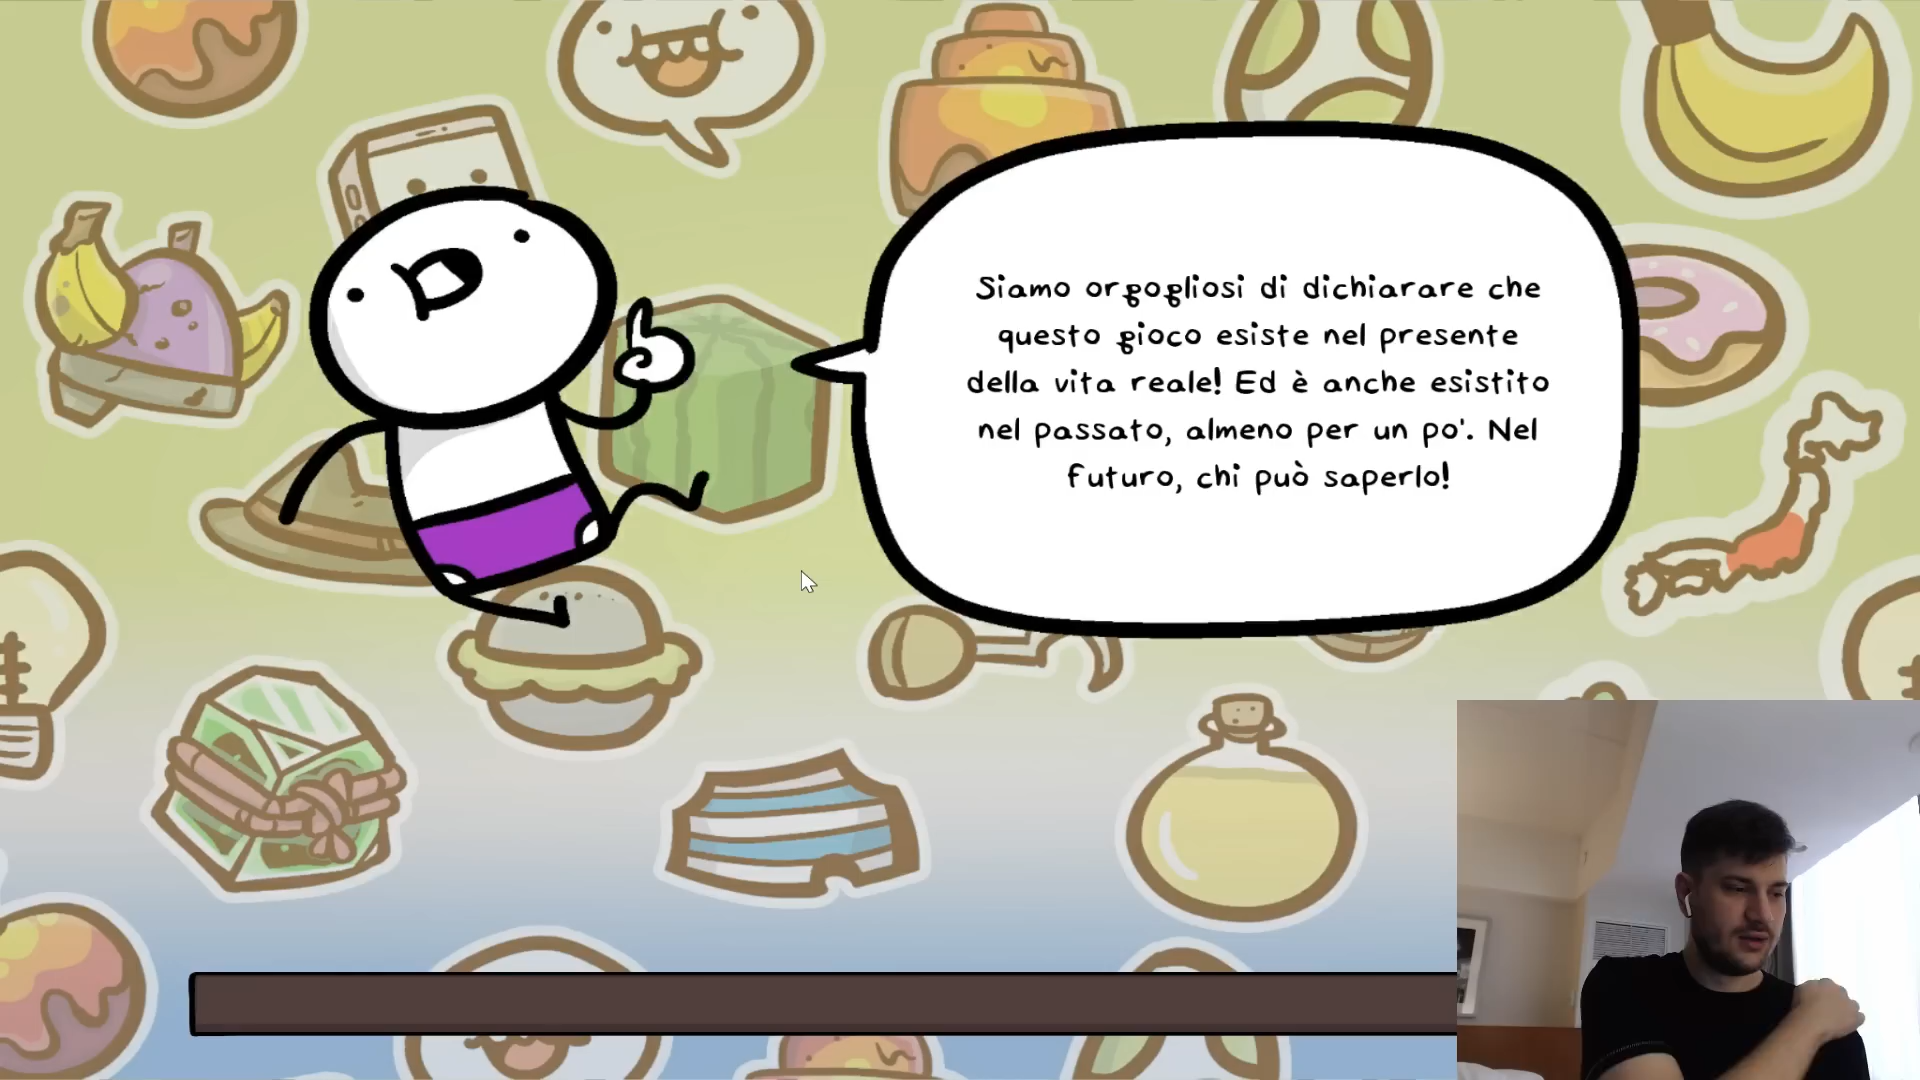 Siamo orgogliosi di dichiarare che
questo gioco esiste nel presente
della vita reale! Ed è anche esistito
nel passato, almeno per un po'. Nel
futuro, chi può saperlo!